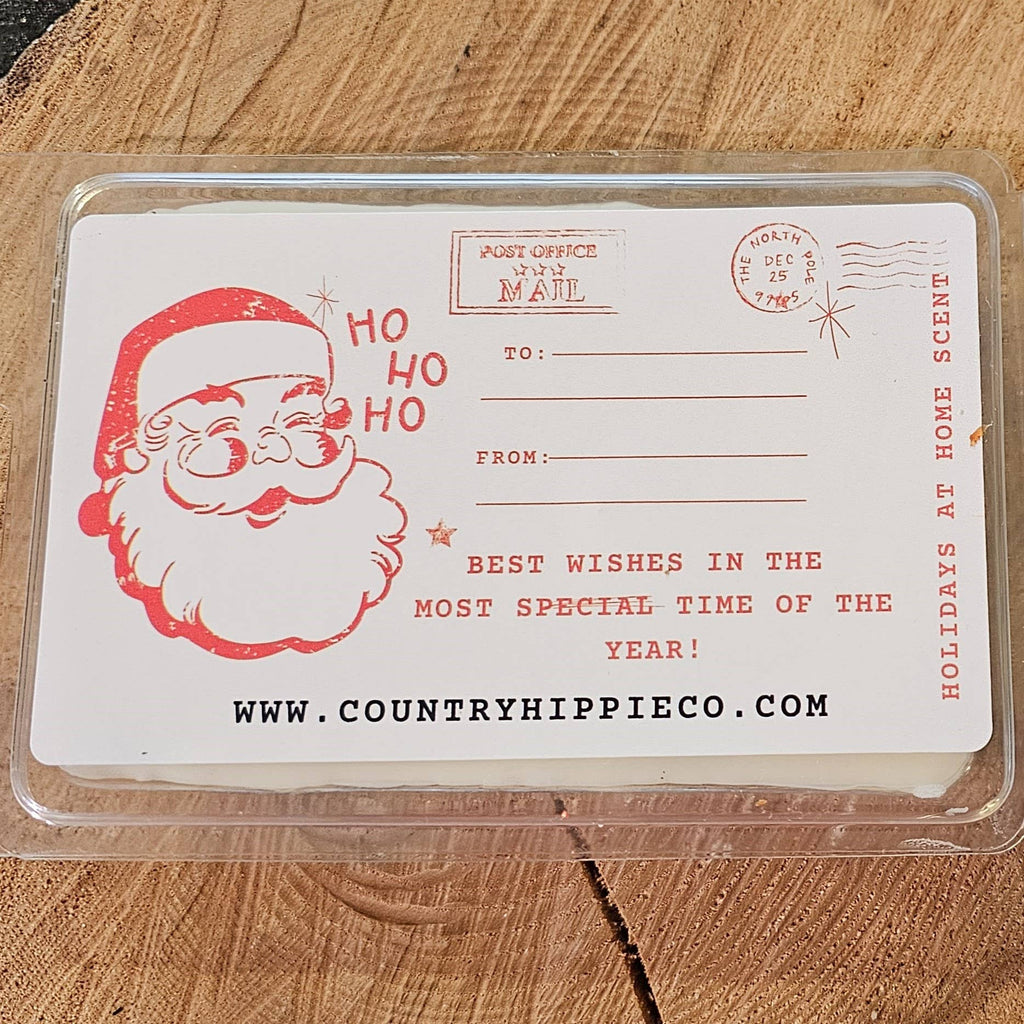 POST OFFICE
MAIL
THE NORTH POLE
DEC
25
HO
HO
HO
TO:
FROM:
BEST WISHES IN THE
MOST SPECIAL TIME OF THE
YEAR!
WWW.COUNTRYHIPPIECO.COM
HOLIDAYS AT HOME SCENT